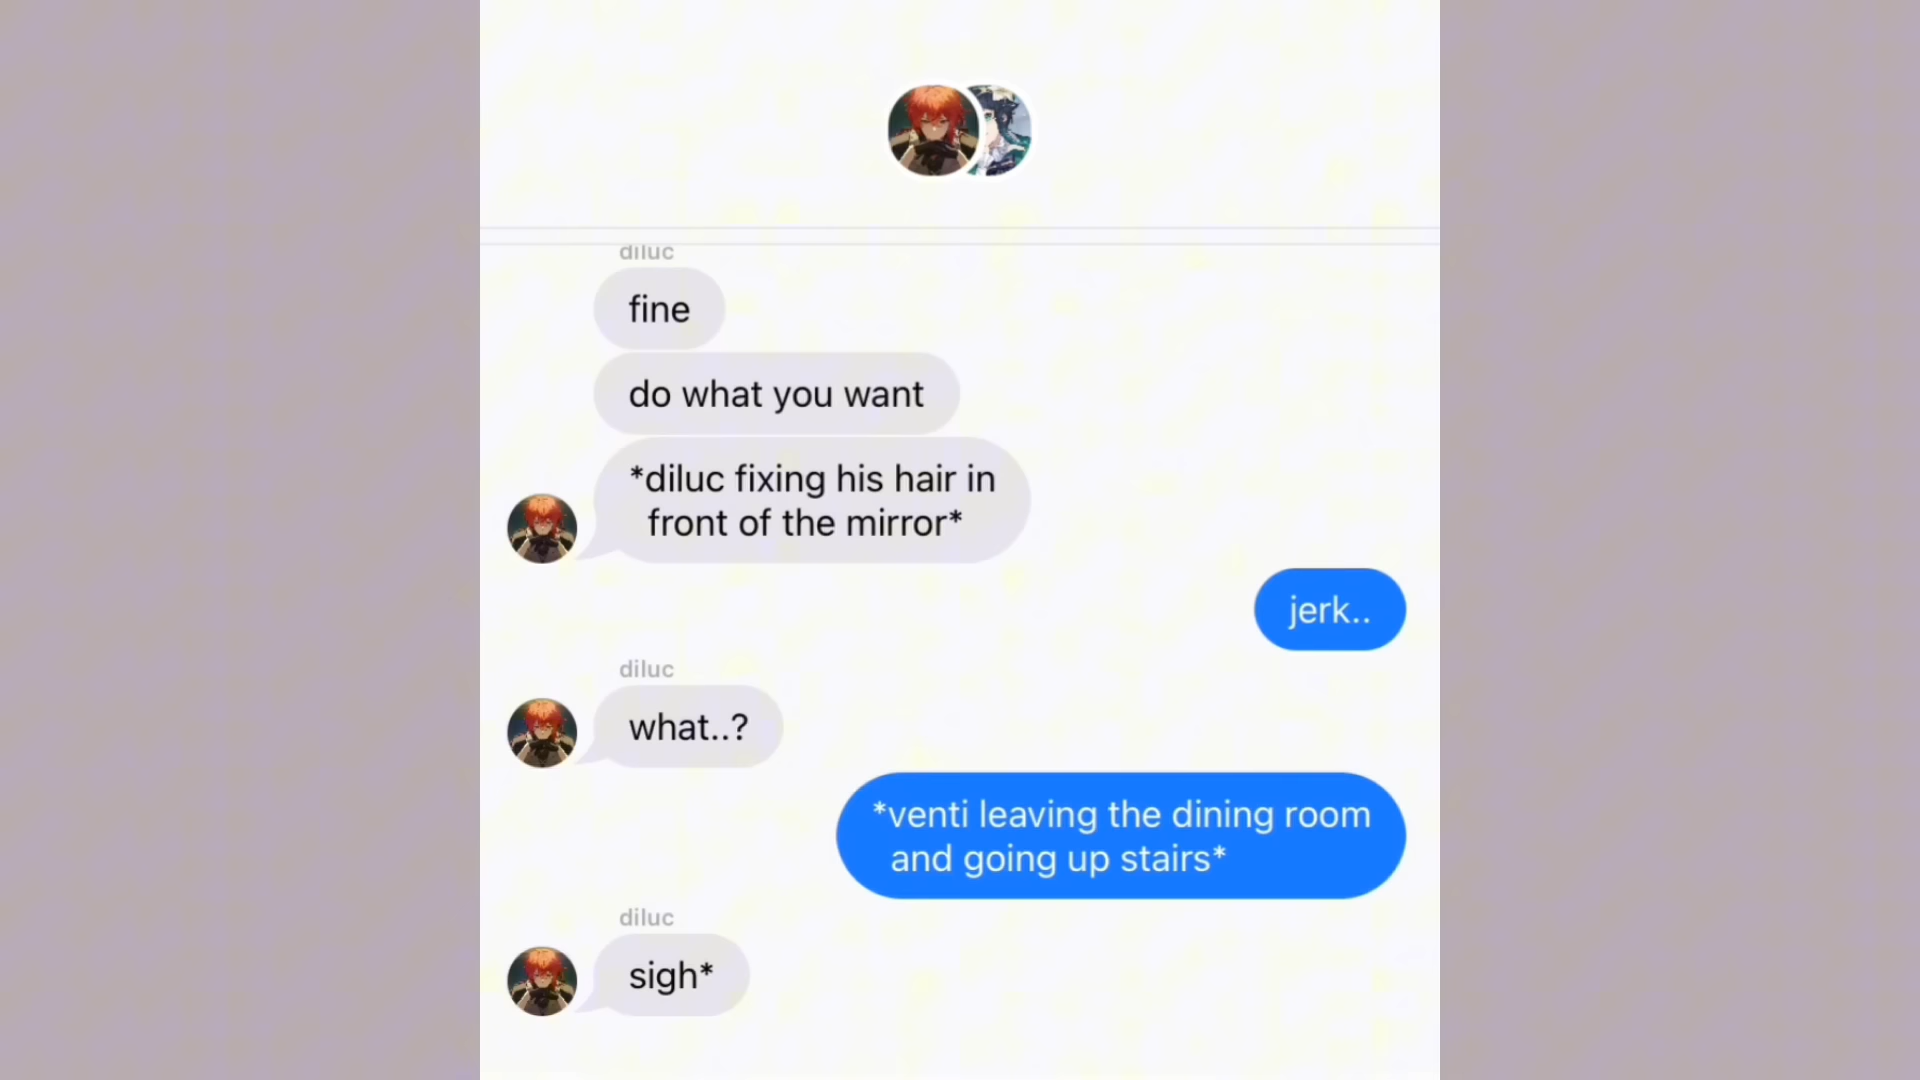 diluc
fine
do what you want
*diluc fixing his hair in
front of the mirror*
jerk..
diluc
what..?
*venti leaving the dining room
and going up stairs*
diluc
sigh*